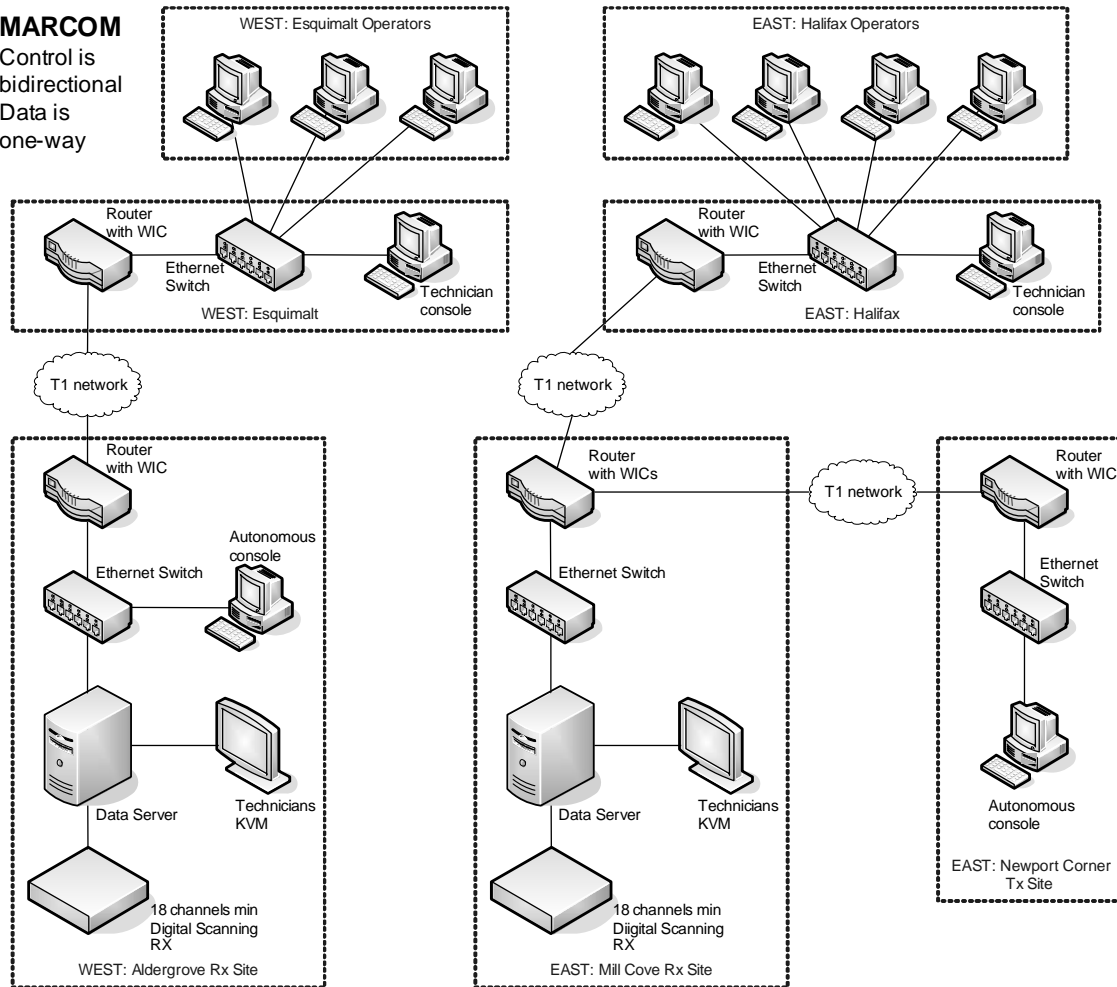 MARCOM
Control is
bidirectional
Data is
one-way
WEST: Esquimalt Operators
EAST: Halifax Operators
Router
with WIC
Ethernet
Switch
Technician
console
WEST: Esquimalt
Router
with WIC
Ethernet
Switch
Technician
console
EAST: Halifax
T1 network
T1 network
Router
with WIC
Autonomous
console
Ethernet Switch
Data Server
Technicians
KVM
18 channels min
Digital Scanning
RX
WEST: Aldergrove Rx Site
Router
with WICs
Ethernet Switch
Data Server
Technicians
KVM
18 channels min
Diigital Scanning
RX
EAST: Mill Cove Rx Site
T1 network
Router
with WIC
Ethernet
Switch
Autonomous
console
EAST: Newport Corner
Tx Site